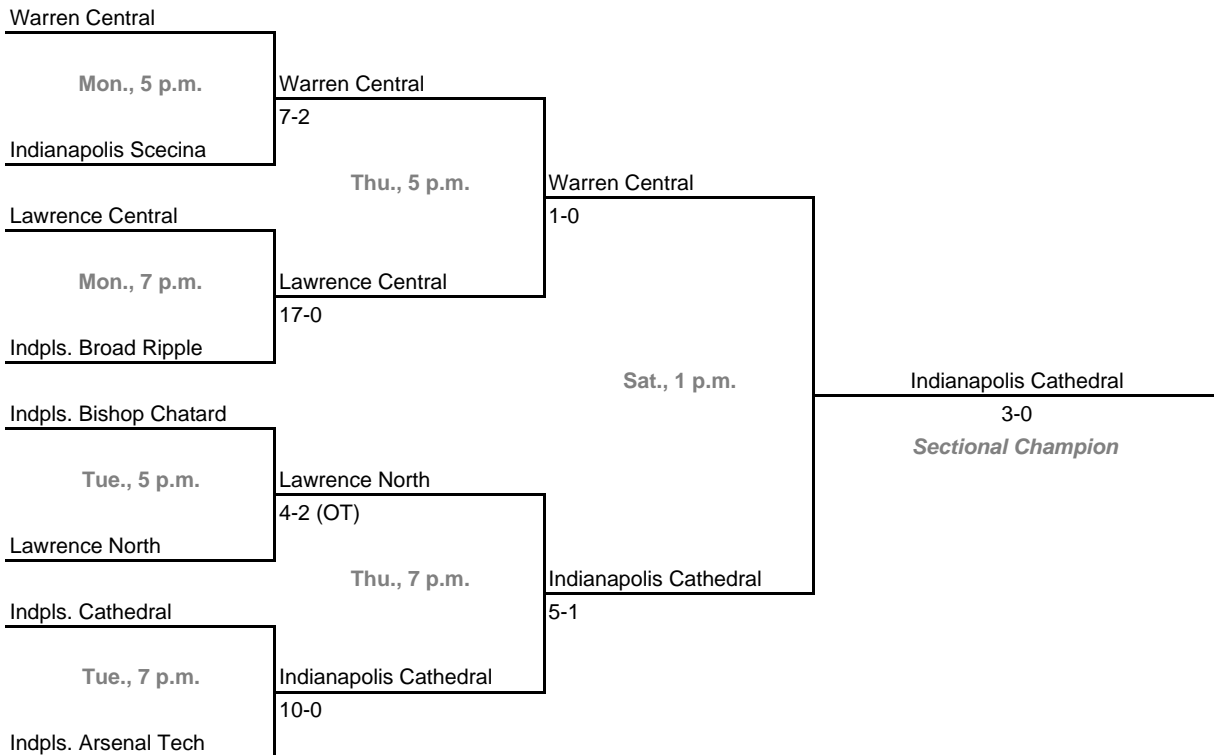 Warren Central
Mon., 5 p.m.
Warren Central
7-2
Indianapolis Scecina
Thu., 5 p.m.
Warren Central
1-0
Lawrence Central
Mon., 7 p.m.
Lawrence Central
17-0
Indpls. Broad Ripple
Sat., 1 p.m.
Indianapolis Cathedral
3-0
Sectional Champion
Indpls. Bishop Chatard
Tue., 5 p.m.
Lawrence North
4-2 (OT)
Lawrence North
Thu., 7 p.m.
Indianapolis Cathedral
5-1
Indpls. Cathedral
Tue., 7 p.m.
Indianapolis Cathedral
10-0
Indpls. Arsenal Tech